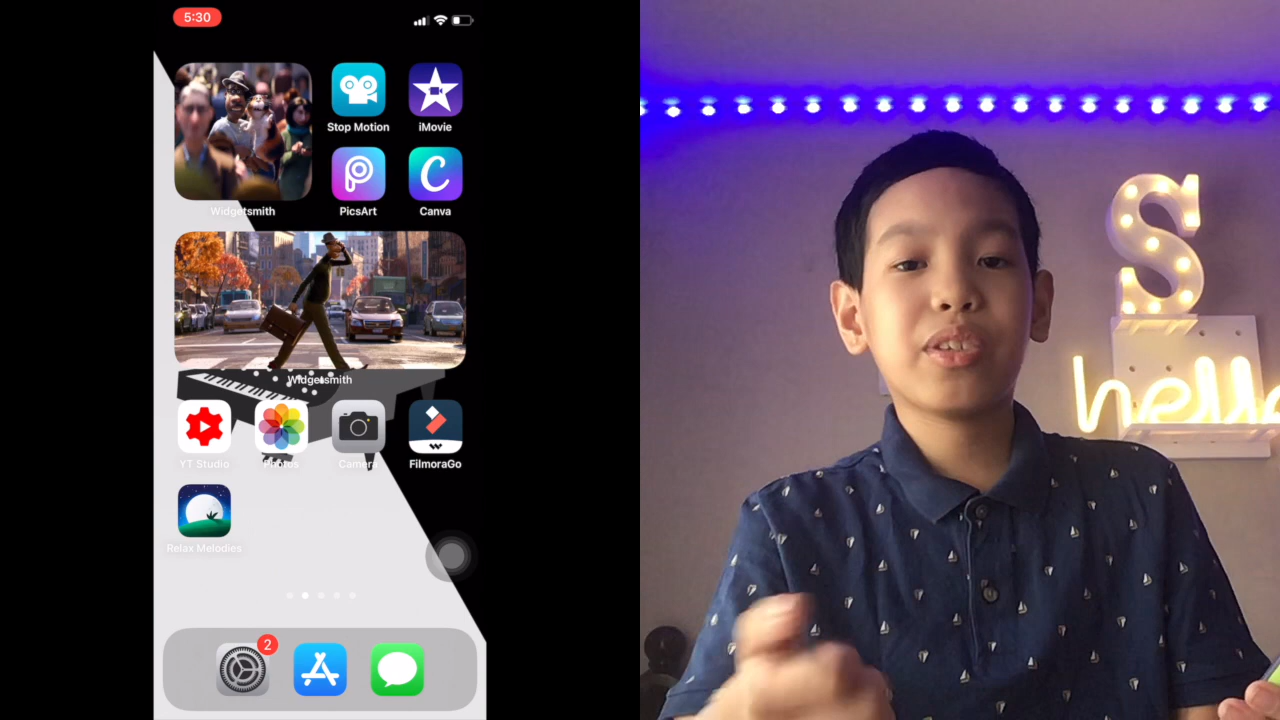 5:30
Stop Motion
iMovie
Widgetsmith
PicsArt
Canva
Widgetsmith
YT Studio
Photos
Camera
FilmoraGo
Relax Melodies
2
S
hello